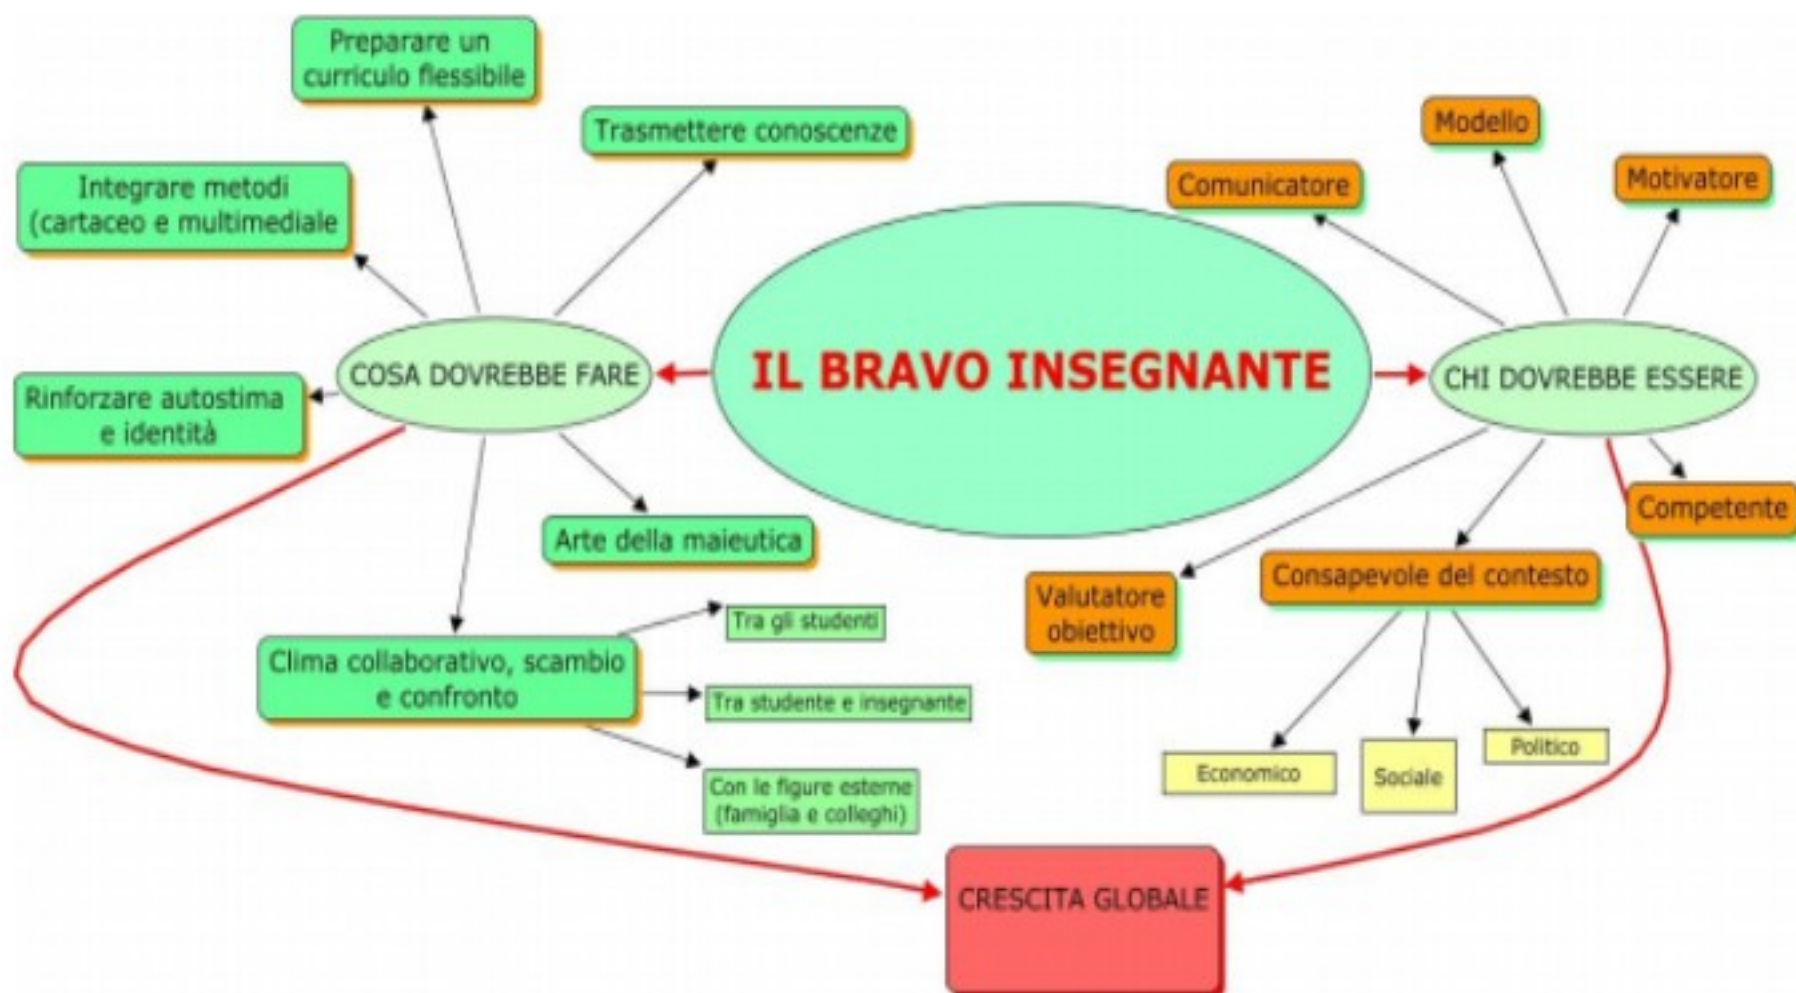 Preparare un
curriculo flessibile
Trasmettere conoscenze
Integrare metodi
(cartaceo e multimediale
COSA DOVREBBE FARE
Rinforzare autostima
e identità
Arte della maieutica
Clima collaborativo, scambio
e confronto
Tra gli studenti
Tra studente e insegnante
Con le figure esterne
(famiglia e colleghi)
IL BRAVO INSEGNANTE
Modello
Comunicatore
Motivatore
CHI DOVREBBE ESSERE
Competente
Consapevole del contesto
Valutatore
obiettivo
Economico
Sociale
Politico
CRESCITA GLOBALE